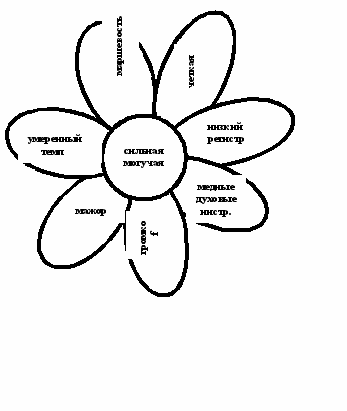 маршевость
четкая
низкий
регистр
медные
духовые
инстр.
громко
f
мажор
умеренный
темп
сильная
могучая